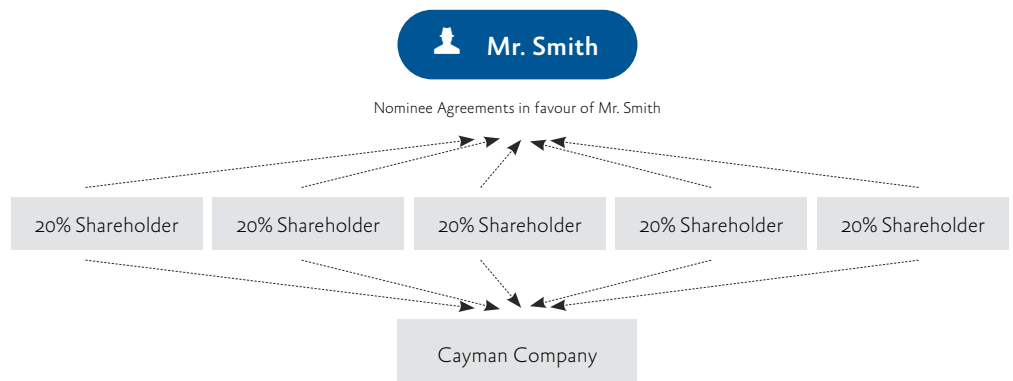 Mr. Smith
Nominee Agreements in favour of Mr. Smith
20% Shareholder
20% Shareholder
20% Shareholder
20% Shareholder
20% Shareholder
Cayman Company